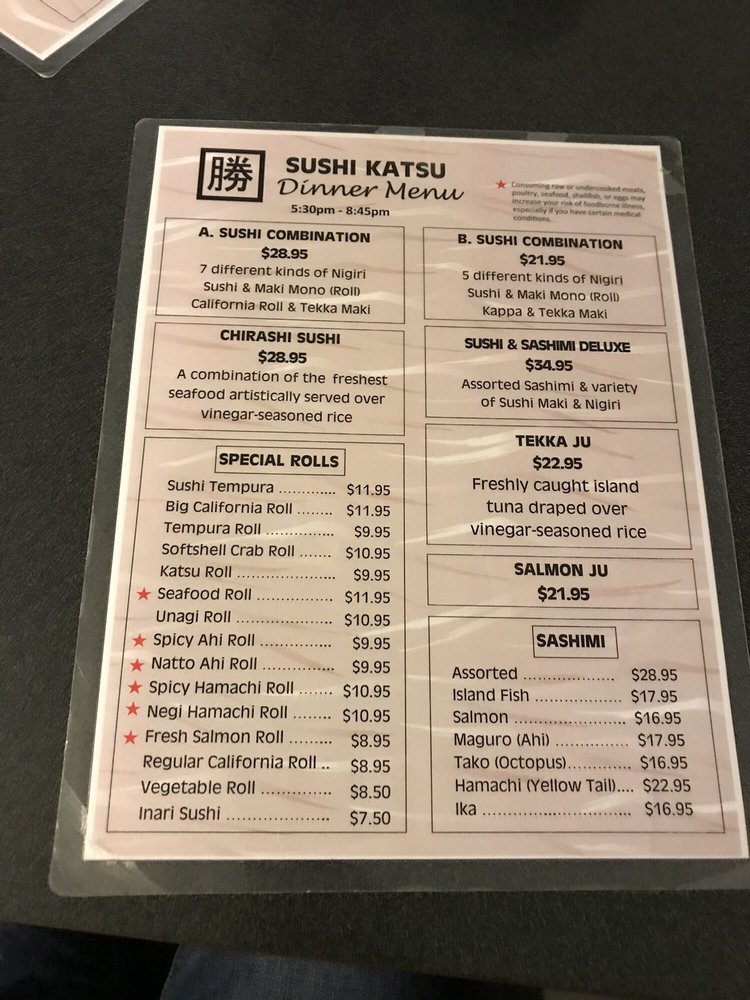 勝
SUSHI KATSU
Dinner Menu
5:30pm - 8:45pm
★ Consuming raw or undercooked meats,
poultry, seafood, shellfish, or eggs may
increase your risk of foodborne illness,
especially if you have certain medical
conditions.
A. SUSHI COMBINATION
$28.95
7 different kinds of Nigiri
Sushi & Maki Mono (Roll)
California Roll & Tekka Maki
B. SUSHI COMBINATION
$21.95
5 different kinds of Nigiri
Sushi & Maki Mono (Roll)
Kappa & Tekka Maki
CHIRASHI SUSHI
$28.95
A combination of the freshest
seafood artistically served over
vinegar-seasoned rice
SUSHI & SASHIMI DELUXE
$34.95
Assorted Sashimi & variety
of Sushi Maki & Nigiri
TEKKA JU
$22.95
Freshly caught island
tuna draped over
vinegar-seasoned rice
SALMON JU
$21.95
SPECIAL ROLLS
Sushi Tempura ............ $11.95
Big California Roll ....... $11.95
Tempura Roll .............. $9.95
Softshell Crab Roll ....... $10.95
Katsu Roll ................... $9.95
★ Seafood Roll ............... $11.95
Unagi Roll ................... $10.95
★ Spicy Ahi Roll .............. $9.95
★ Natto Ahi Roll .............. $9.95
★ Spicy Hamachi Roll ....... $10.95
★ Negi Hamachi Roll ........ $10.95
★ Fresh Salmon Roll ......... $8.95
Regular California Roll .. $8.95
Vegetable Roll .............. $8.50
Inari Sushi .................... $7.50
SASHIMI
Assorted ................... $28.95
Island Fish ................. $17.95
Salmon ....................... $16.95
Maguro (Ahi) ............... $17.95
Tako (Octopus)............. $16.95
Hamachi (Yellow Tail).... $22.95
Ika ............................... $16.95